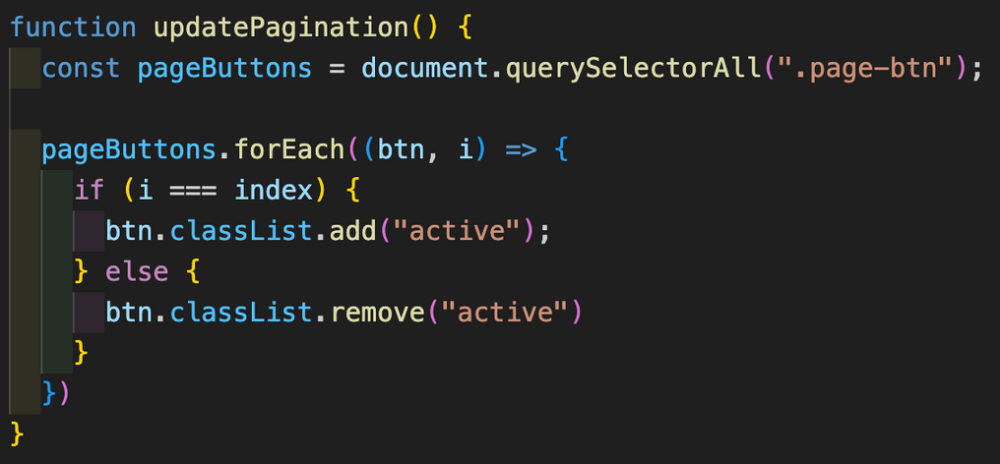 function updatePagination() {
const pageButtons = document.querySelectorAll(".page-btn");
pageButtons.forEach((btn, i) => {
if (i === index) {
btn.classList.add("active");
} else {
btn.classList.remove("active")
}
})
}